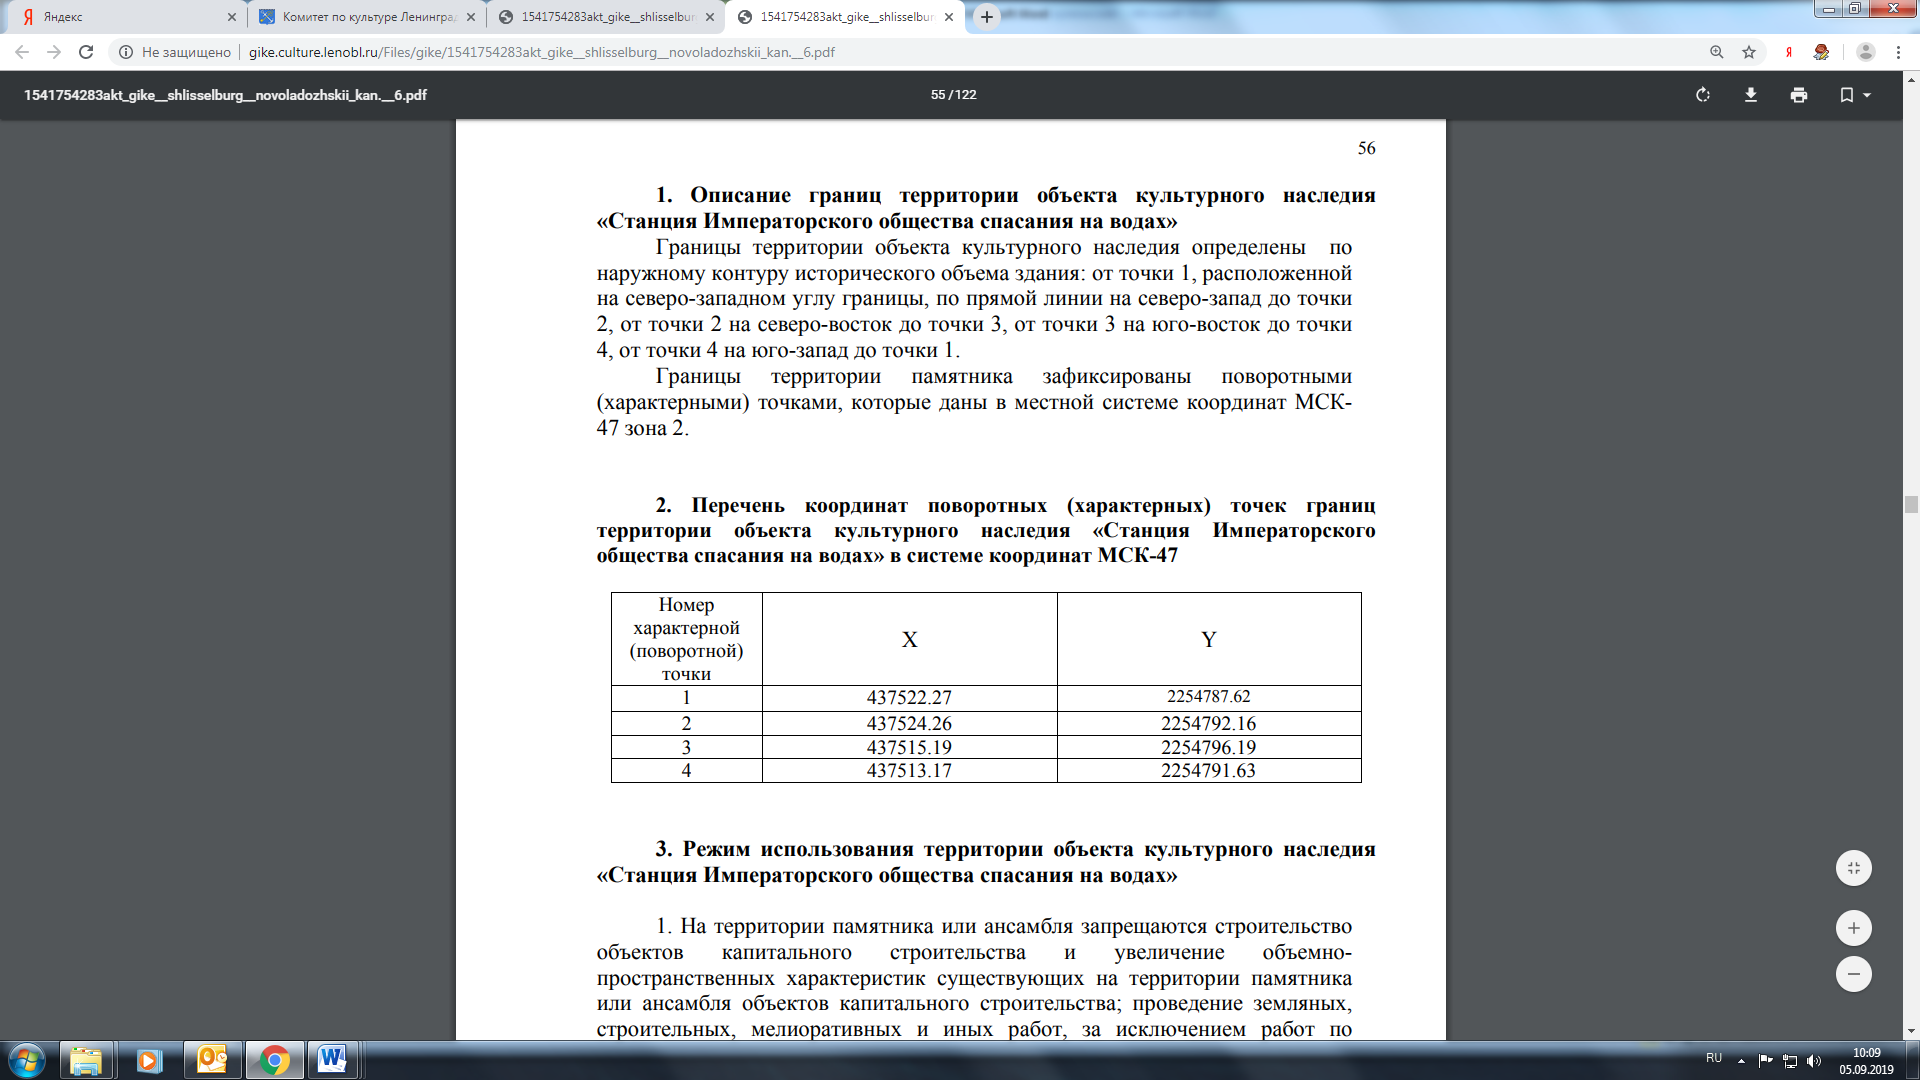 Яндекс
Комитет по культуре Ленингра
1541754283akt_gike__shlisselbu
1541754283akt_gike__shlisselbu
Не защищено
gike.culture.lenobl.ru/Files/gike/1541754283akt_gike__shlisselburg__novoladozhskii_kan.__6.pdf
1541754283akt_gike__shlisselburg__novoladozhskii_kan.__6.pdf
55 / 122
56
1. Описание границ территории объекта культурного наследия
«Станция Императорского общества спасания на водах»
Границы территории объекта культурного наследия определены по
наружному контуру исторического объема здания: от точки 1, расположенной
на северо-западном углу границы, по прямой линии на северо-запад до точки
2, от точки 2 на северо-восток до точки 3, от точки 3 на юго-восток до точки
4, от точки 4 на юго-запад до точки 1.
Границы территории памятника зафиксированы поворотными
(характерными) точками, которые даны в местной системе координат МСК-
47 зона 2.
2. Перечень координат поворотных (характерных) точек границ
территории объекта культурного наследия «Станция Императорского
общества спасания на водах» в системе координат МСК-47
Номер
характерной
(поворотной)
точки
X
Y
1 437522.27 2254787.62
2 437524.26 2254792.16
3 437515.19 2254796.19
4 437513.17 2254791.63
3. Режим использования территории объекта культурного наследия
«Станция Императорского общества спасания на водах»
1. На территории памятника или ансамбля запрещаются строительство
объектов капитального строительства и увеличение объемно-
пространственных характеристик существующих на территории памятника
или ансамбля объектов капитального строительства; проведение земляных,
строительных, мелиоративных и иных работ, за исключением работ по
RU
10:09
05.09.2019